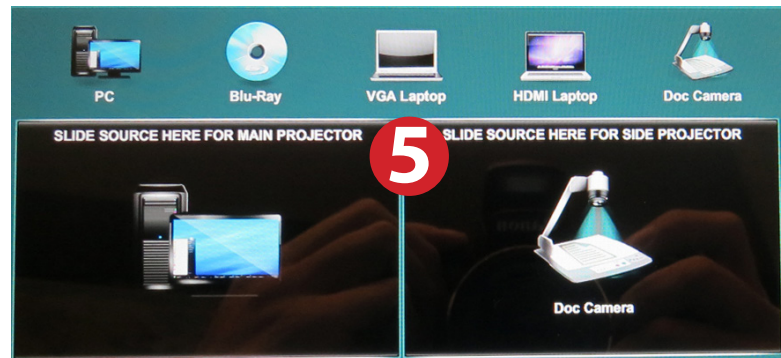 PC Blu-Ray VGA Laptop HDMI Laptop Doc Camera
SLIDE SOURCE HERE FOR MAIN PROJECTOR
5
SLIDE SOURCE HERE FOR SIDE PROJECTOR
Doc Camera